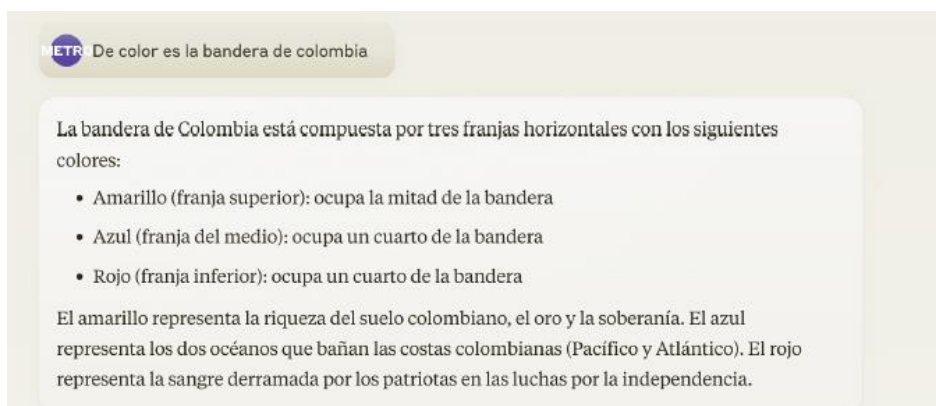 METR De color es la bandera de colombia
La bandera de Colombia está compuesta por tres franjas horizontales con los siguientes
colores:
• Amarillo (franja superior): ocupa la mitad de la bandera
• Azul (franja del medio): ocupa un cuarto de la bandera
• Rojo (franja inferior): ocupa un cuarto de la bandera
El amarillo representa la riqueza del suelo colombiano, el oro y la soberanía. El azul
representa los dos océanos que bañan las costas colombianas (Pacífico y Atlántico). El rojo
representa la sangre derramada por los patriotas en las luchas por la independencia.